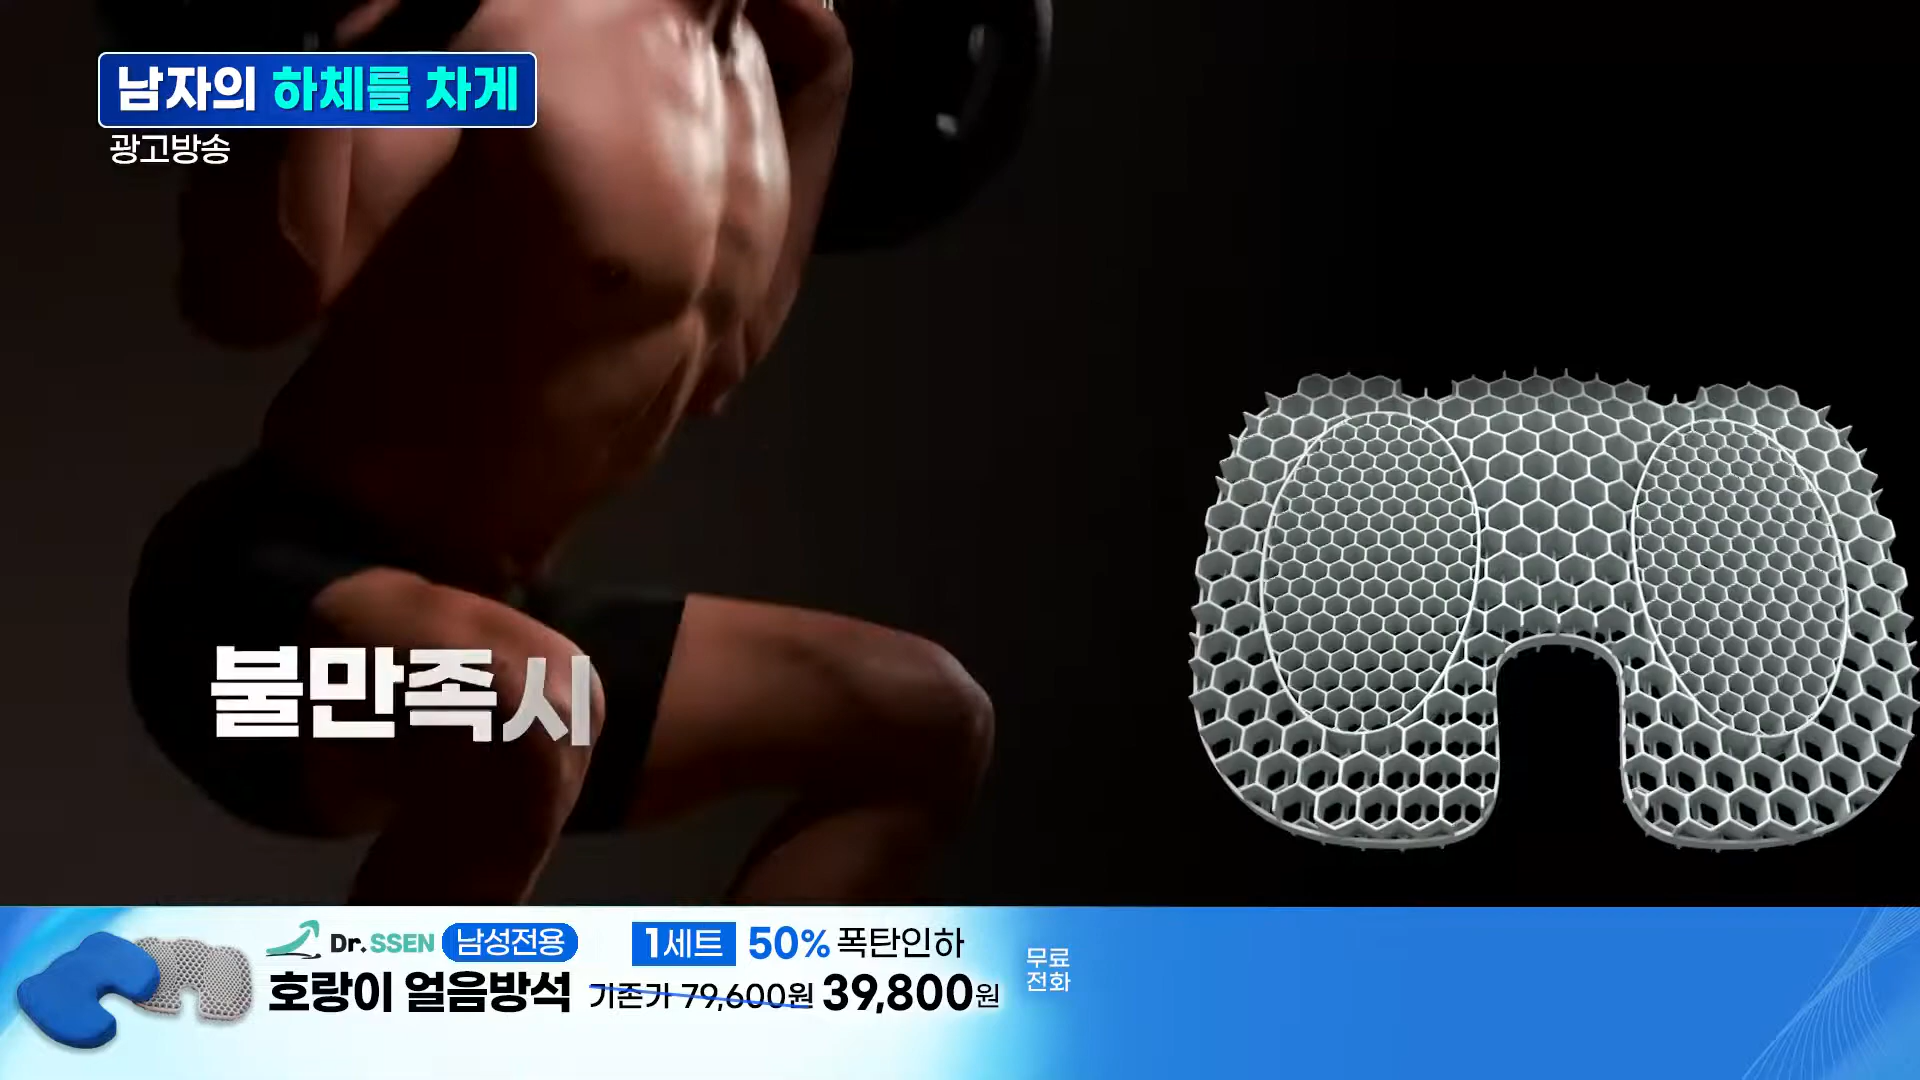 남자의 하체를 차게
광고방송
불만족시
Dr.SSEN 남성전용
호랑이 얼음방석
1세트 50% 폭탄인하
기존가 79,600원 39,800원
무료
전화